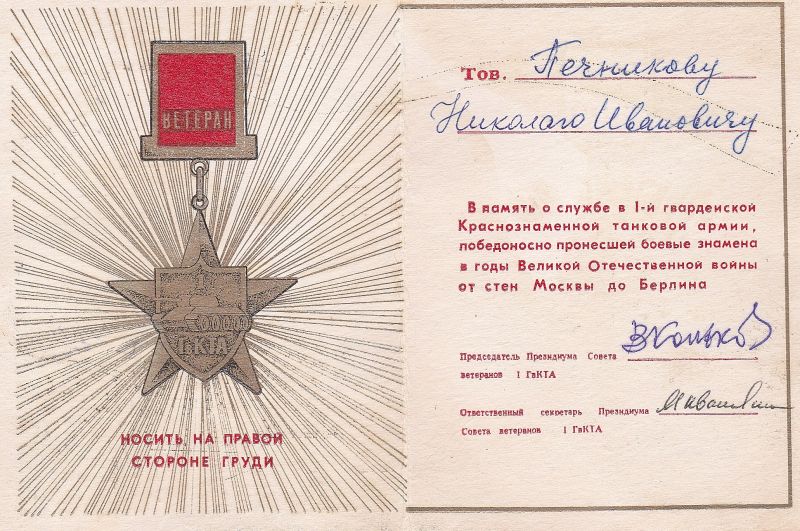 ВЕТЕРАН
НОСИТЬ НА ПРАВОЙ
СТОРОНЕ ГРУДИ
Тов. Печникову
Николаю Ивановичу
В память о службе в 1-й гвардейской
Краснознаменной танковой армии,
победоносно пронесшей боевые знамена
в годы Великой Отечественной войны
от стен Москвы до Берлина
Председатель Президиума Совета
ветеранов 1 ГвКТА
Ответственный секретарь Президиума
Совета ветеранов 1 ГвКТА